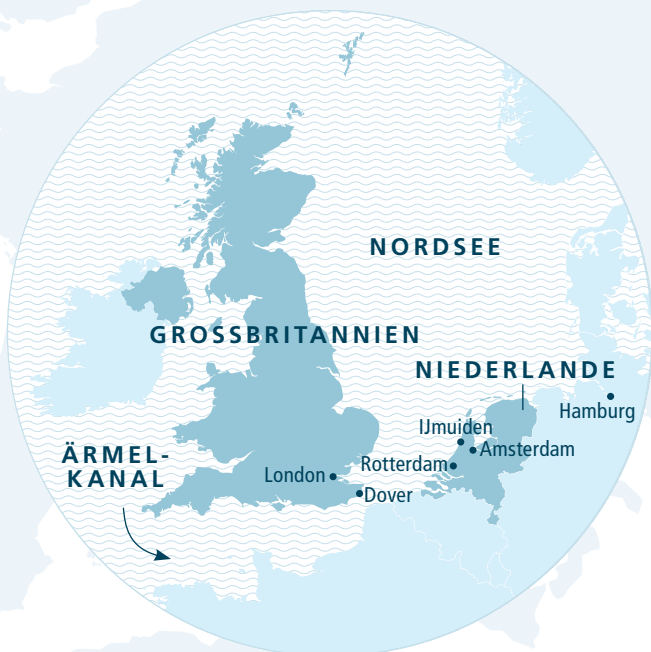 NORDSEE
GROSSBRITANNIEN
NIEDERLANDE
Hamburg
IJmuiden
Amsterdam
ÄRMEL-
KANAL
Rotterdam
London
Dover